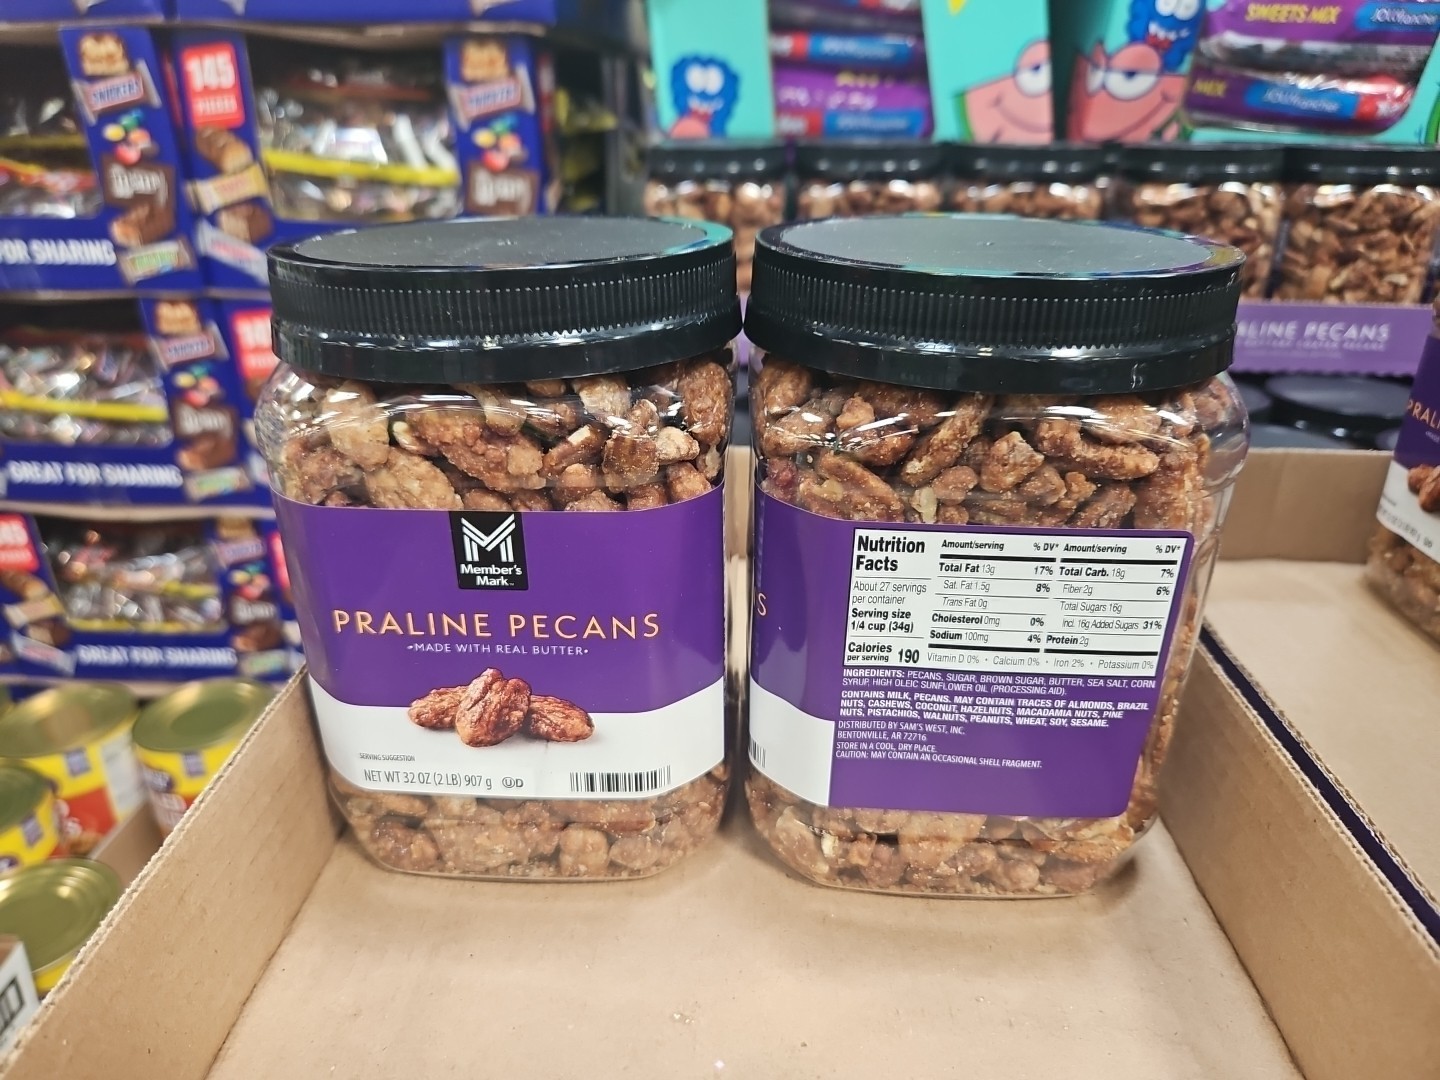 145
PIECES
SNICKERS
SWEETS MIX
MIX
FOR SHARING
GREAT FOR SHARING
GREAT FOR SHARING
PRALINE PECANS
Member's
Mark
PRALINE PECANS
•MADE WITH REAL BUTTER•
SERVING SUGGESTION
NET WT 32 OZ (2 LB) 907 g UD
Nutrition
Facts
About 27 servings
per container
Serving size
1/4 cup (34g)
Calories
per serving 190
Amount/serving % DV*
Total Fat 13g 17%
Sat. Fat 1.5g 8%
Trans Fat 0g
Cholesterol 0mg 0%
Sodium 100mg 4%
Amount/serving % DV*
Total Carb. 18g 7%
Fiber 2g 6%
Total Sugars 16g
Incl. 16g Added Sugars 31%
Protein 2g
Vitamin D 0% • Calcium 0% • Iron 2% • Potassium 0%
INGREDIENTS: PECANS, SUGAR, BROWN SUGAR, BUTTER, SEA SALT, CORN
SYRUP, HIGH OLEIC SUNFLOWER OIL (PROCESSING AID).
CONTAINS MILK, PECANS. MAY CONTAIN TRACES OF ALMONDS, BRAZIL
NUTS, CASHEWS, COCONUT, HAZELNUTS, MACADAMIA NUTS, PINE
NUTS, PISTACHIOS, WALNUTS, PEANUTS, WHEAT, SOY, SESAME.
DISTRIBUTED BY SAM'S WEST, INC.
BENTONVILLE, AR 72716
STORE IN A COOL, DRY PLACE.
CAUTION: MAY CONTAIN AN OCCASIONAL SHELL FRAGMENT.